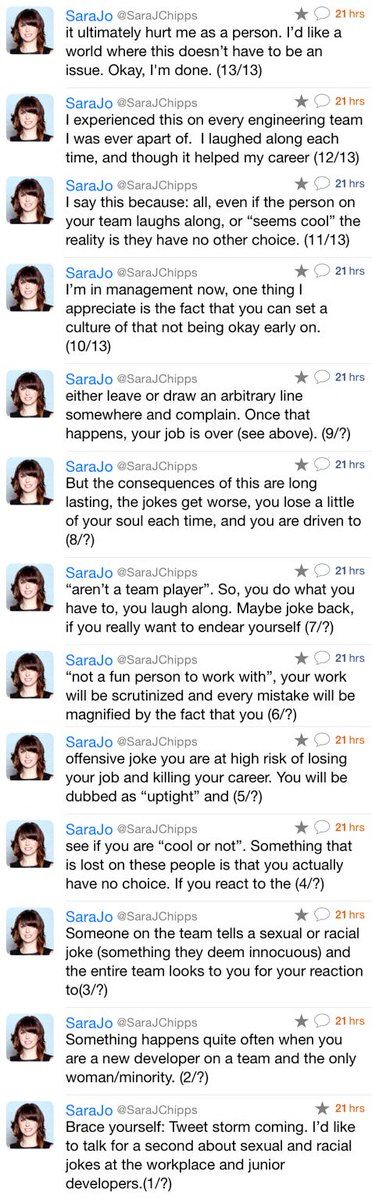 SaraJo @SaraJChipps 21 hrs
it ultimately hurt me as a person. I'd like a
world where this doesn't have to be an
issue. Okay, I'm done. (13/13)
SaraJo @SaraJChipps 21 hrs
I experienced this on every engineering team
I was ever apart of.  I laughed along each
time, and though it helped my career (12/13)
SaraJo @SaraJChipps 21 hrs
I say this because: all, even if the person on
your team laughs along, or “seems cool” the
reality is they have no other choice. (11/13)
SaraJo @SaraJChipps 21 hrs
I'm in management now, one thing I
appreciate is the fact that you can set a
culture of that not being okay early on.
(10/13)
SaraJo @SaraJChipps 21 hrs
either leave or draw an arbitrary line
somewhere and complain. Once that
happens, your job is over (see above). (9/?)
SaraJo @SaraJChipps 21 hrs
But the consequences of this are long
lasting, the jokes get worse, you lose a little
of your soul each time, and you are driven to
(8/?)
SaraJo @SaraJChipps 21 hrs
“aren't a team player”. So, you do what you
have to, you laugh along. Maybe joke back,
if you really want to endear yourself (7/?)
SaraJo @SaraJChipps 21 hrs
“not a fun person to work with”, your work
will be scrutinized and every mistake will be
magnified by the fact that you (6/?)
SaraJo @SaraJChipps 21 hrs
offensive joke you are at high risk of losing
your job and killing your career. You will be
dubbed as “uptight” and (5/?)
SaraJo @SaraJChipps 21 hrs
see if you are “cool or not”. Something that
is lost on these people is that you actually
have no choice. If you react to the (4/?)
SaraJo @SaraJChipps 21 hrs
Someone on the team tells a sexual or racial
joke (something they deem innocuous) and
the entire team looks to you for your reaction
to(3/?)
SaraJo @SaraJChipps 21 hrs
Something happens quite often when you
are a new developer on a team and the only
woman/minority. (2/?)
SaraJo @SaraJChipps 21 hrs
Brace yourself: Tweet storm coming. I'd like
to talk for a second about sexual and racial
jokes at the workplace and junior
developers.(1/?)